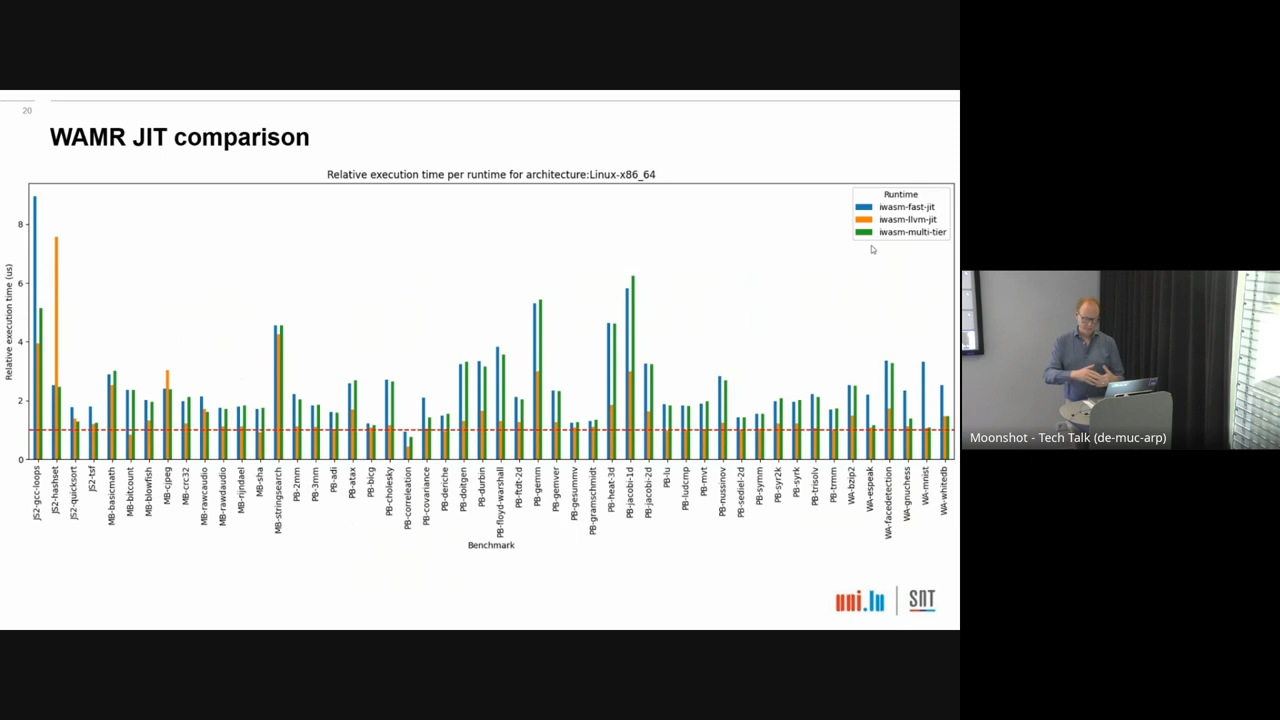 20
WAMR JIT comparison
Relative execution time per runtime for architecture:Linux-x86_64
Runtime
iwasm-fast-jit
iwasm-llvm-jit
iwasm-multi-tier
Relative execution time (us)
8
6
4
2
0
JS2-gcc-loops
JS2-hashset
JS2-quicksort
JS2-tsf
MB-basicmath
MB-bitcount
MB-blowfish
MB-cjpeg
MB-crc32
MB-rawcaudio
MB-rawdaudio
MB-rijndael
MB-sha
MB-stringsearch
PB-2mm
PB-3mm
PB-adi
PB-atax
PB-bicg
PB-cholesky
PB-correleation
PB-covariance
PB-deriche
PB-doitgen
PB-durbin
PB-floyd-warshall
PB-ftdt-2d
PB-gemm
PB-gemver
PB-gesummv
PB-gramschmidt
PB-heat-3d
PB-jacobi-1d
PB-jacobi-2d
PB-lu
PB-ludcmp
PB-mvt
PB-nussinov
PB-sediel-2d
PB-symm
PB-syr2k
PB-syrk
PB-trisolv
PB-trmm
WA-bzip2
WA-espeak
WA-facedetection
WA-gnuchess
WA-mnist
WA-whitedb
Benchmark
uni.lu
SNT
Moonshot - Tech Talk (de-muc-arp)